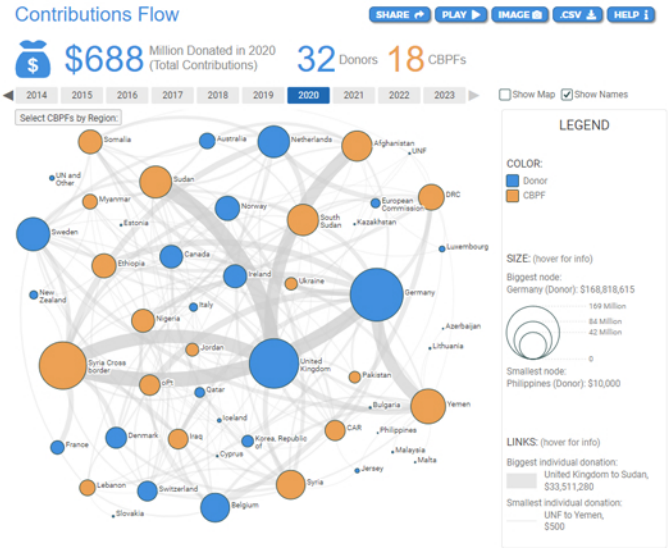 Contributions Flow
SHARE
PLAY
IMAGE
.CSV
HELP
$
$688
Million Donated in 2020
(Total Contributions)
32 Donors
18 CBPFs
2014
2015
2016
2017
2018
2019
2020
2021
2022
2023
Show Map
Show Names
Select CBPFs by Region:
Somalia
Australia
Netherlands
Afghanistan
UNF
UN and
Other
Sudan
Myanmar
European
Commission
DRC
Norway
South
Sudan
Estonia
Kazakhstan
Sweden
Luxembourg
Ethiopia
Canada
Ireland
Ukraine
Germany
New
Zealand
Italy
Nigeria
Azerbaijan
Jordan
Lithuania
Syria Cross
border
United
Kingdom
oPt
Qatar
Pakistan
Bulgaria
Yemen
Iceland
CAR
Philippines
France
Denmark
Iraq
Korea, Republic
of
Cyprus
Malaysia
Malta
Jersey
Lebanon
Switzerland
Syria
Belgium
Slovakia
LEGEND
COLOR:
Donor
CBPF
SIZE: (hover for info)
Biggest node:
Germany (Donor): $168,818,615
169 Million
84 Million
42 Million
0
Smallest node:
Philippines (Donor): $10,000
LINKS: (hover for info)
Biggest individual donation:
United Kingdom to Sudan,
$33,511,280
Smallest individual donation:
UNF to Yemen,
$500